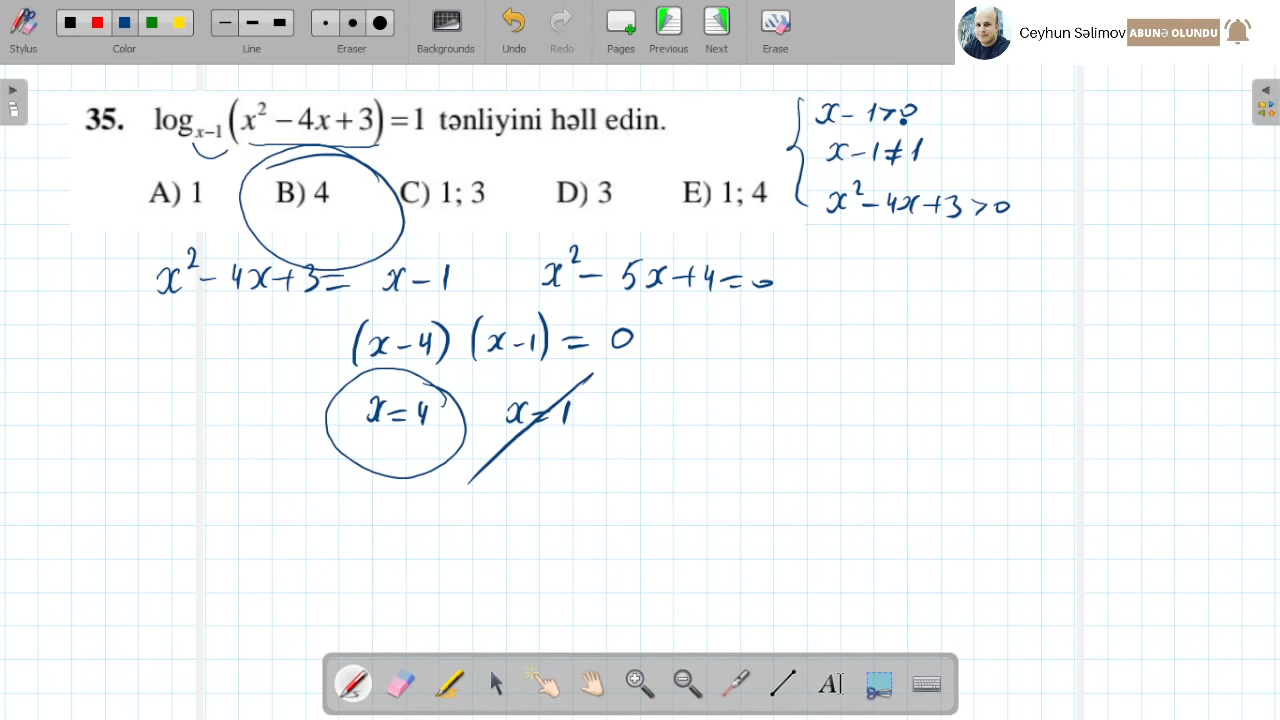 Stylus
Color
Line
Eraser
Backgrounds
Undo
Redo
Pages
Previous
Next
Erase
Ceyhun Səlimov
ABUNƏ OLUNDU
35. log_{x-1}(x² − 4x + 3) = 1 tənliyini həll edin.
A) 1 B) 4 C) 1; 3 D) 3 E) 1; 4
x − 1 > 0
x − 1 ≠ 1
x² − 4x + 3 > 0
x² − 4x + 3 = x − 1 x² − 5x + 4 = 0
(x − 4) (x − 1) = 0
x = 4 x = 1